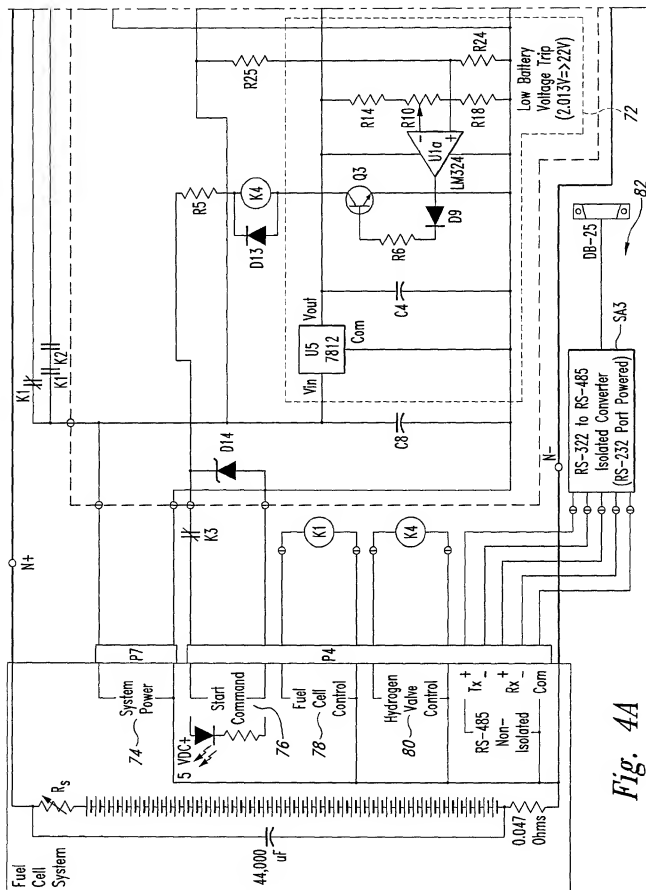 Fuel
Cell
System
44,000
uF
Rs
0.047
Ohms
5 VDC+
System
Power
74
Start
Command
76
Fuel
Cell
Control
78
Hydrogen
Valve
Control
80
RS-485
Non-
Isolated
Tx + -
Rx + -
Com
P7
P4
N+
N-
K1
K1
K2
K3
K1
K4
D14
C8
Vin
U5
7812
Vout
Com
C4
R5
K4
D13
Q3
R6
D9
R25
R14
R10
R18
R24
- +
U1a
LM324
Low Battery
Voltage Trip
(2.013V=>22V)
72
RS-322 to RS-485
Isolated Converter
(RS-232 Port Powered)
SA3
DB-25
82
Fig. 4A